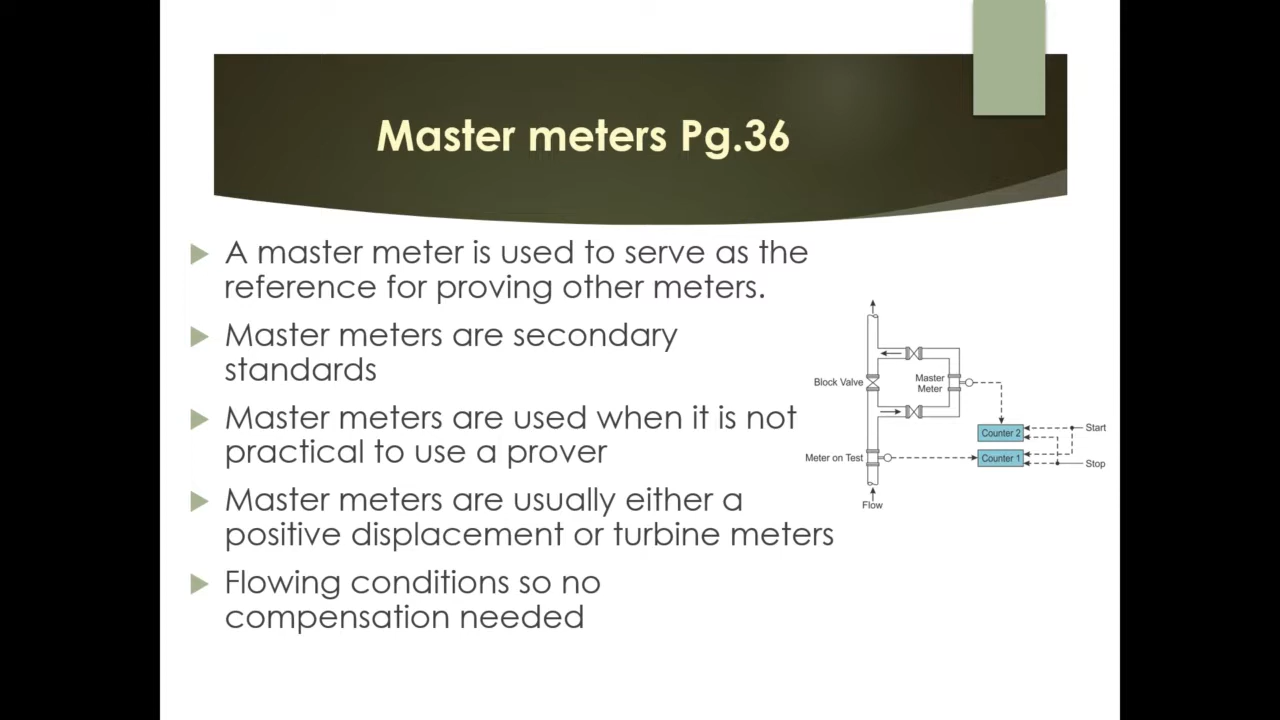 Master meters Pg.36
A master meter is used to serve as the
reference for proving other meters.
Master meters are secondary
standards
Master meters are used when it is not
practical to use a prover
Master meters are usually either a
positive displacement or turbine meters
Flowing conditions so no
compensation needed
Block Valve
Master
Meter
Counter 2
Start
Meter on Test
Counter 1
Stop
Flow